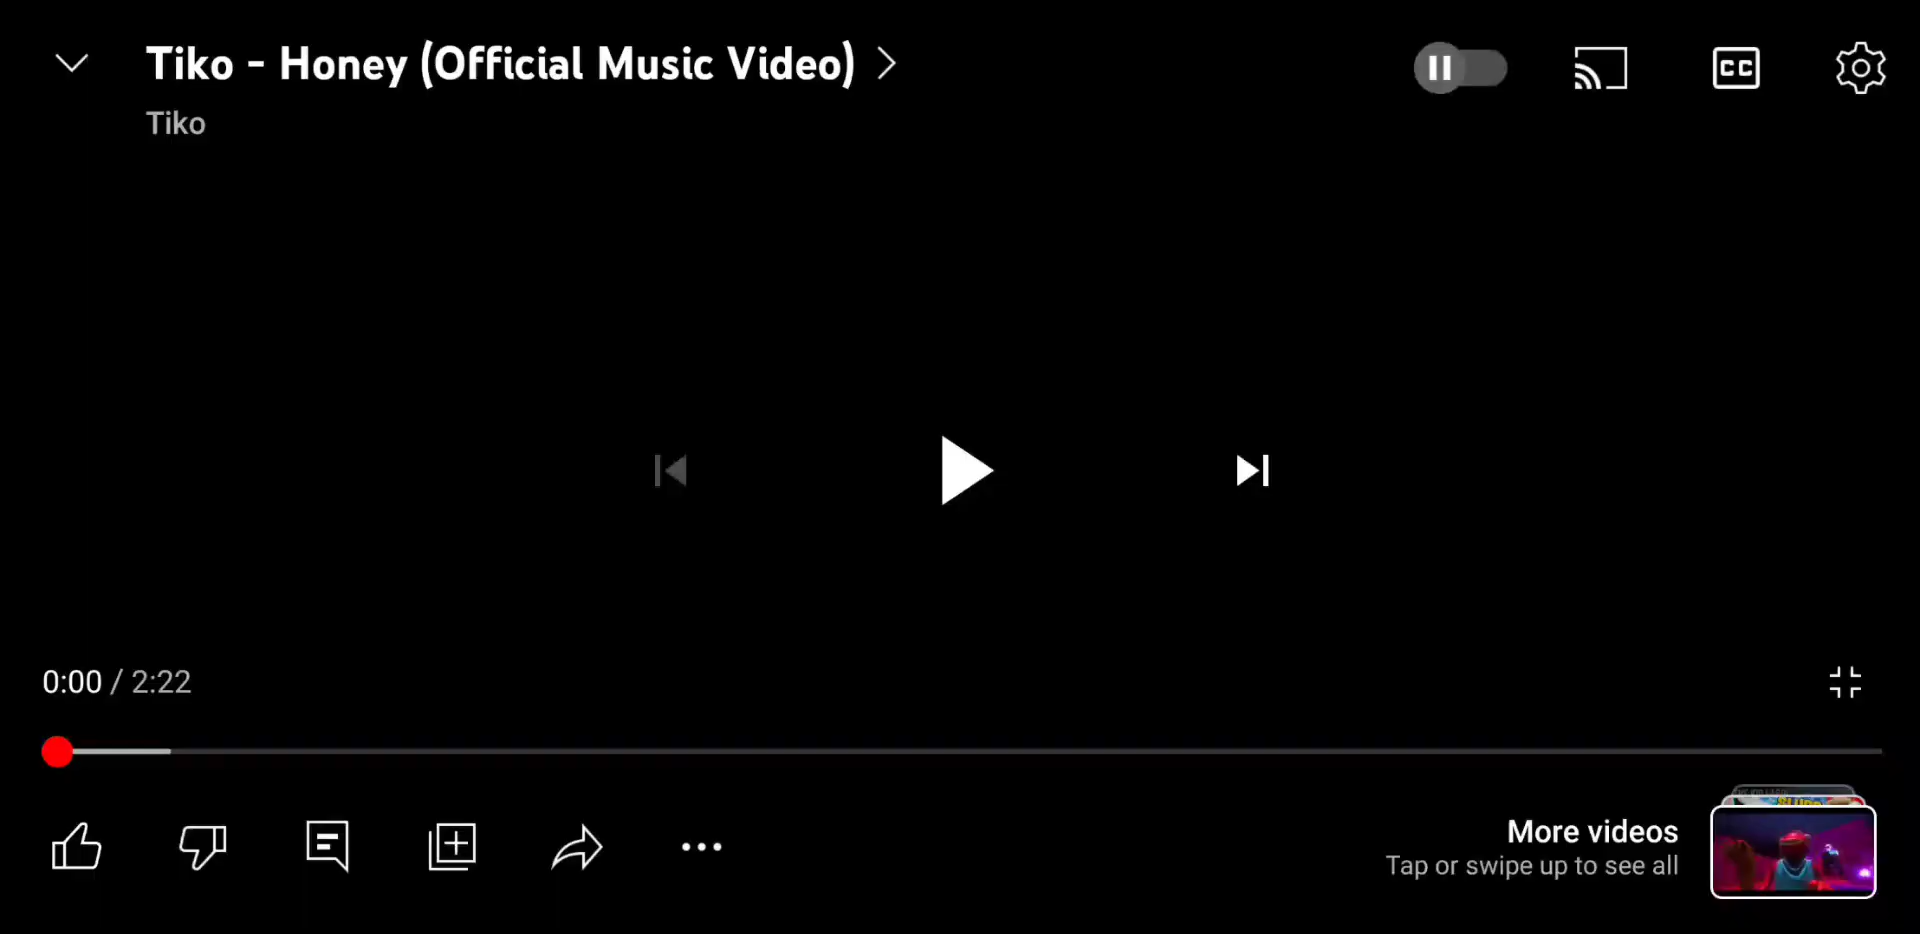 Tiko - Honey (Official Music Video)
Tiko
CC
0:00 / 2:22
More videos
Tap or swipe up to see all